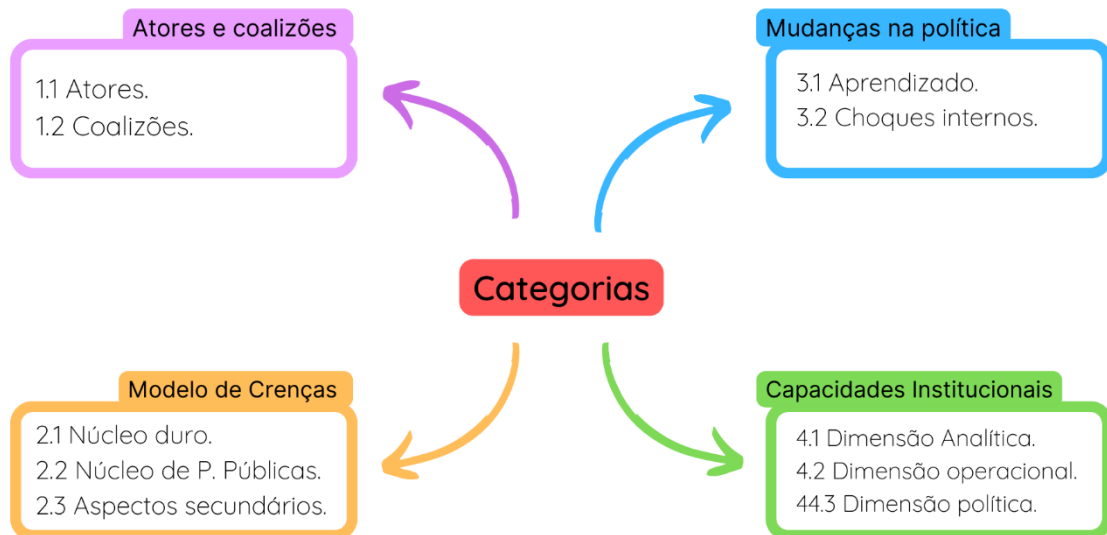 Atores e coalizões
1.1 Atores.
1.2 Coalizões.
Mudanças na política
3.1 Aprendizado.
3.2 Choques internos.
Categorias
Modelo de Crenças
2.1 Núcleo duro.
2.2 Núcleo de P. Públicas.
2.3 Aspectos secundários.
Capacidades Institucionais
4.1 Dimensão Analítica.
4.2 Dimensão operacional.
44.3 Dimensão política.